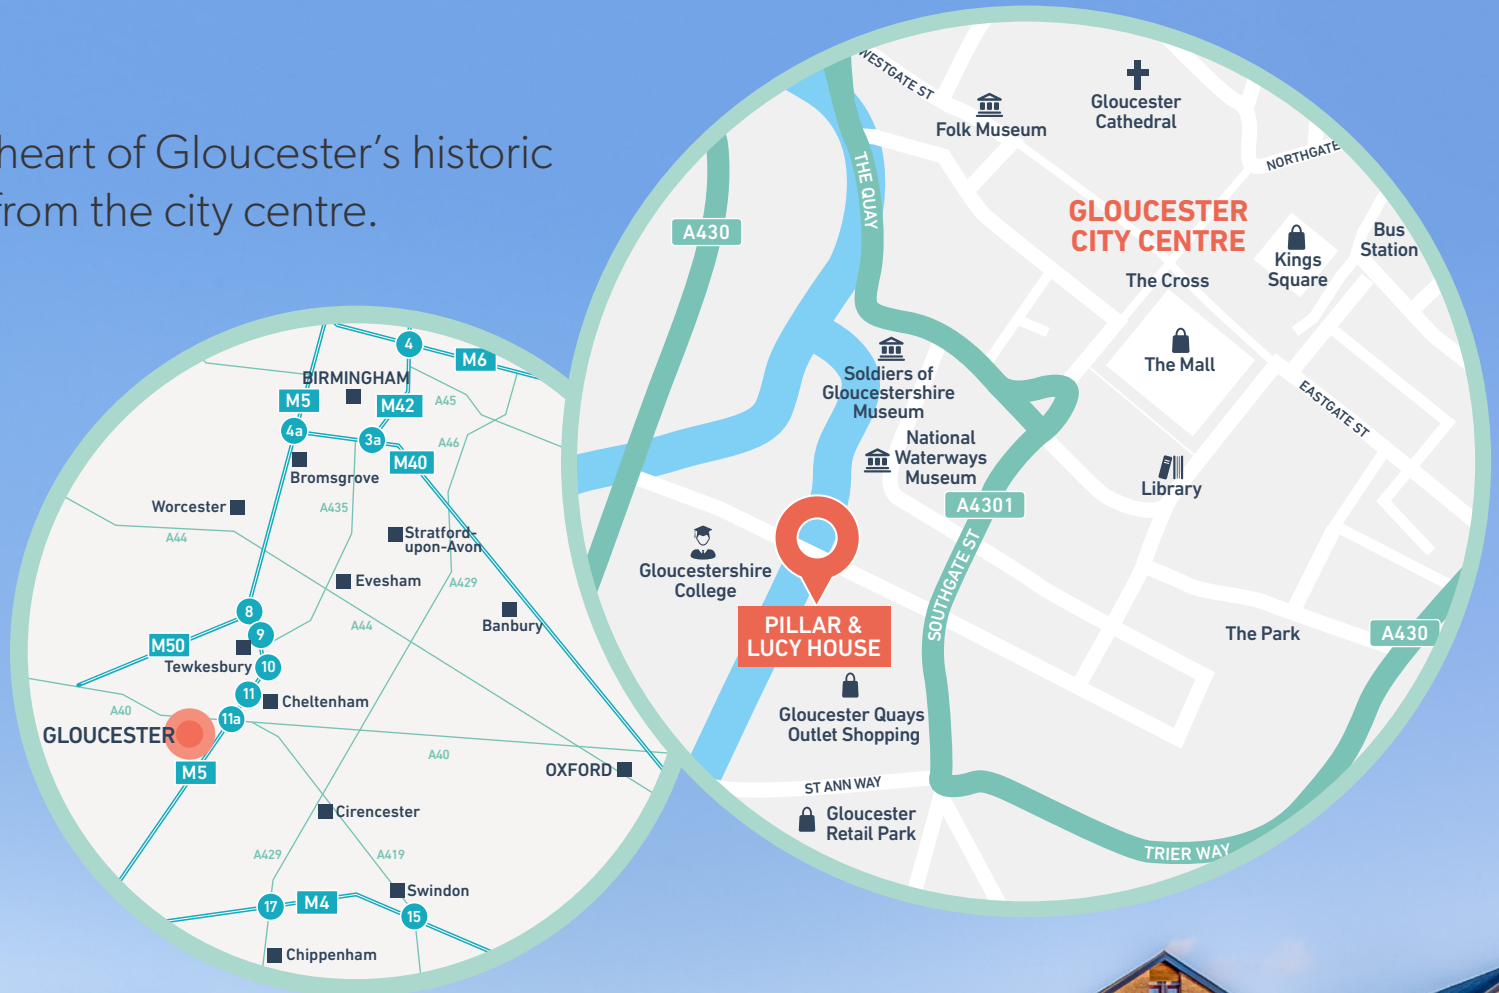 heart of Gloucester's historic
from the city centre.
4
M6
BIRMINGHAM
M5
M42
A45
4a
3a
A46
M40
Bromsgrove
Worcester
A435
A44
Stratford-
upon-Avon
Evesham
A429
8
M50
9
A44
Banbury
Tewkesbury
10
11
Cheltenham
A40
11a
GLOUCESTER
M5
A40
OXFORD
Cirencester
A429
A419
Swindon
17
M4
15
Chippenham
WESTGATE ST
Folk Museum
Gloucester
Cathedral
NORTHGATE
THE QUAY
A430
GLOUCESTER
CITY CENTRE
Bus
Station
Kings
Square
The Cross
The Mall
Soldiers of
Gloucestershire
Museum
EASTGATE ST
National
Waterways
Museum
Library
A4301
Gloucestershire
College
SOUTHGATE ST
PILLAR &
LUCY HOUSE
The Park
A430
Gloucester Quays
Outlet Shopping
ST ANN WAY
Gloucester
Retail Park
TRIER WAY